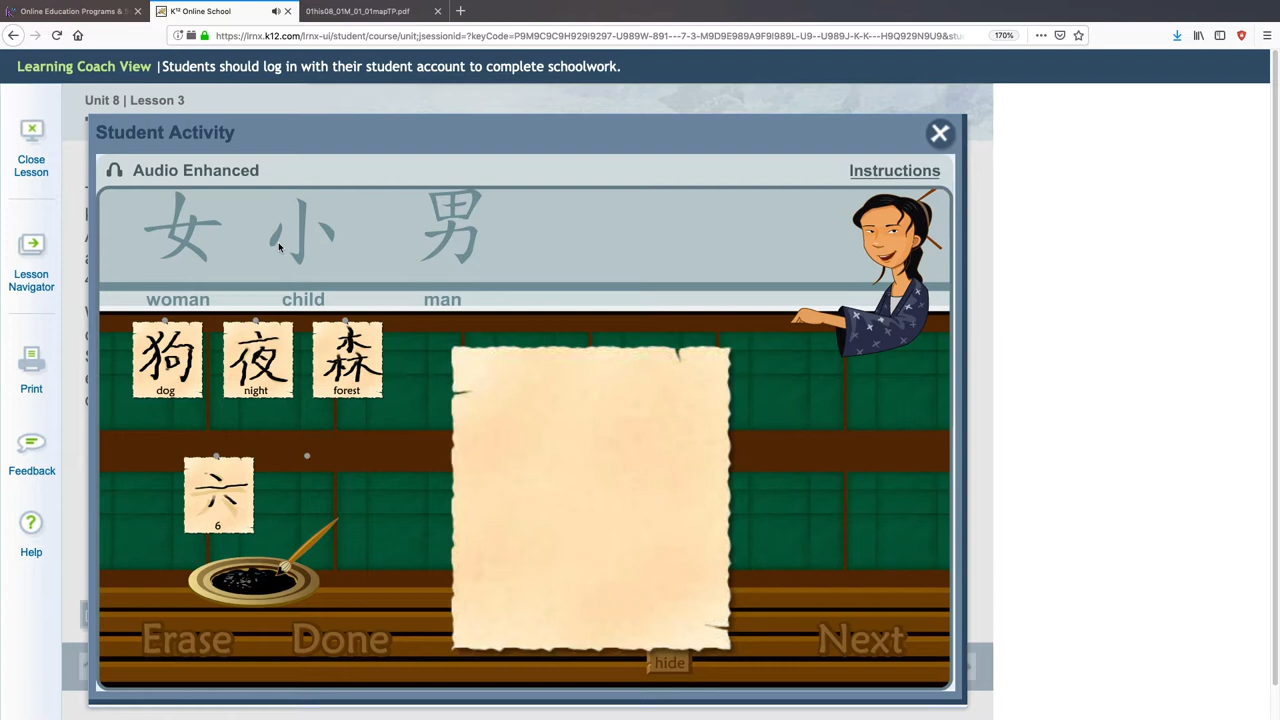 Online Education Programs & S
K¹² Online School
01his08_01M_01_01mapTP.pdf
https://lrnx.k12.com/lrnx-ui/student/course/unit;jsessionid=?keyCode=P9M9C9C9H929I9297-U989W-891---7-3-M9D9E989A9F9I989L-U9--U989J-K-K---H9Q929N9U9&stu
170%
Learning Coach View | Students should log in with their student account to complete schoolwork.
Unit 8 | Lesson 3
Close Lesson
Lesson Navigator
Print
Feedback
Help
Student Activity
Audio Enhanced
Instructions
女 小 男
woman child man
狗 夜 森
dog night forest
六
6
Erase Done Next
hide